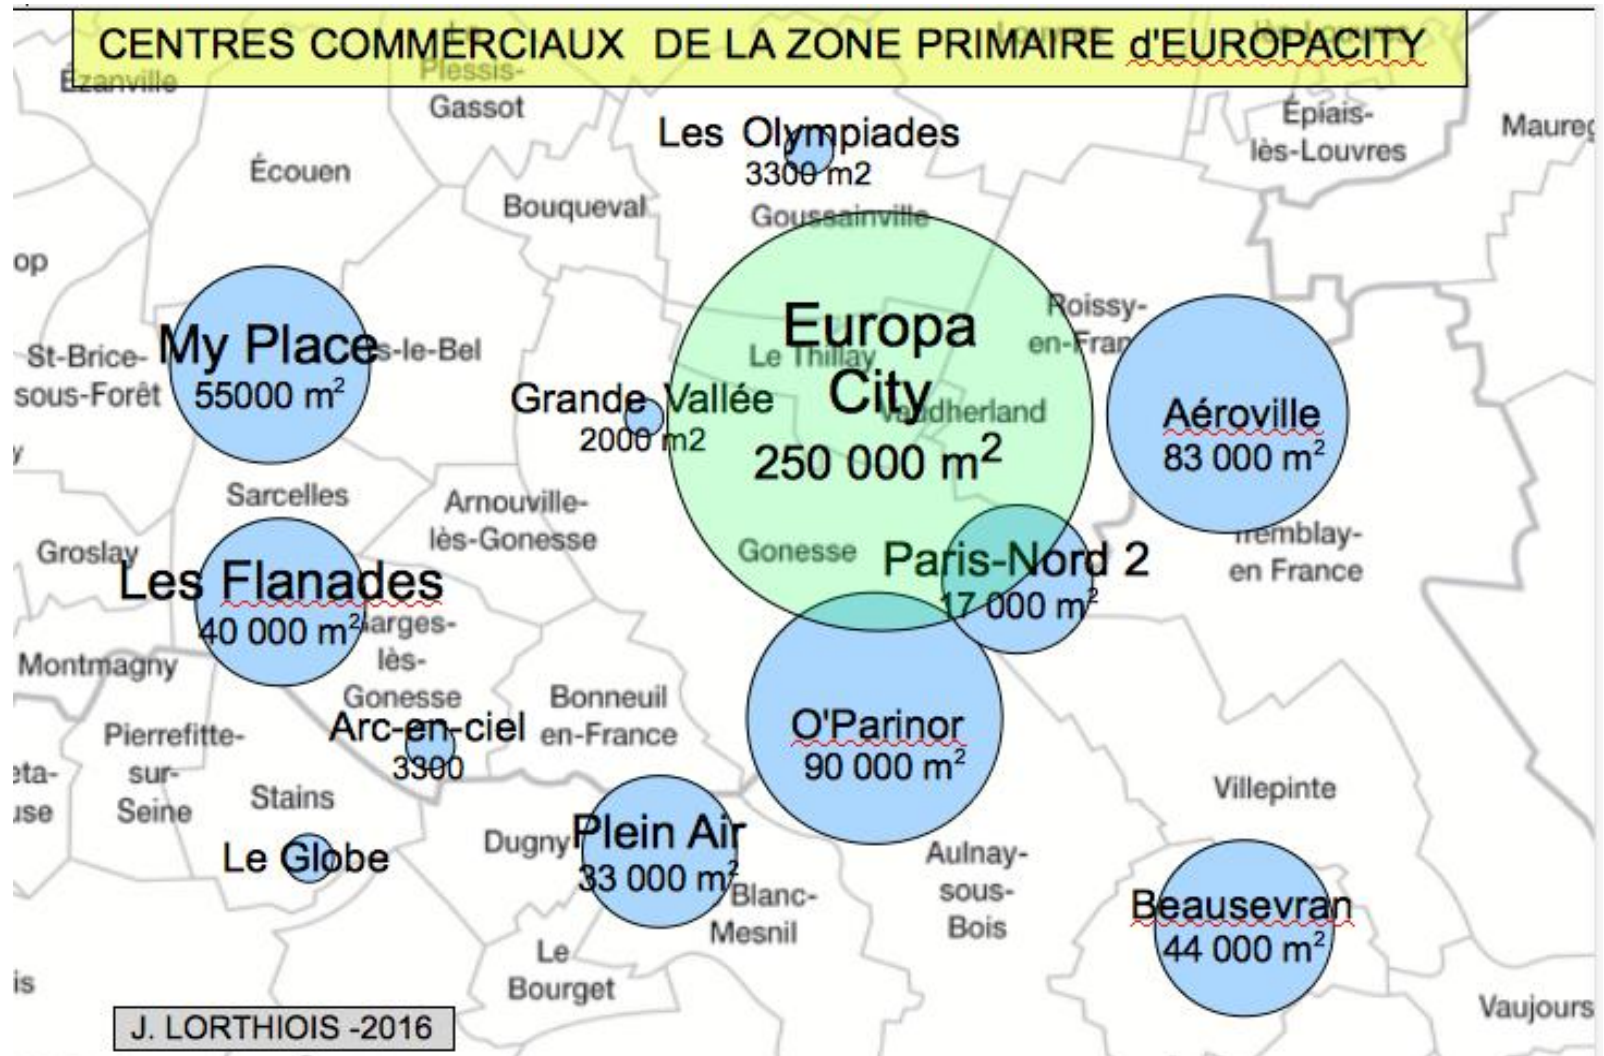 CENTRES COMMERCIAUX DE LA ZONE PRIMAIRE d'EUROPACITY
Ézanville
Plessis-
Gassot
Les Olympiades
3300 m2
Épiais-
lès-Louvres
Écouen
Bouqueval
Goussainville
op
My Place
55000 m²
St-Brice-
sous-Forêt
s-le-Bel
Grande Vallée
2000 m2
Europa
City
250 000 m²
Le Thillay
Vaudherland
Roissy-
en-Fran
Aéroville
83 000 m²
y
Sarcelles
Arnouville-
lès-Gonesse
Groslay
Les Flanades
40 000 m²
Gonesse
Paris-Nord 2
17 000 m²
Tremblay-
en France
Montmagny
arges-
lès-
Gonesse
Arc-en-ciel
3300
Bonneuil
en-France
O'Parinor
90 000 m²
Pierrefitte-
sur-
Seine
eta-
use
Stains
Le Globe
Villepinte
Dugny
Plein Air
33 000 m²
Blanc-
Mesnil
Aulnay-
sous-
Bois
Beausevran
44 000 m²
Le
Bourget
is
Vaujours
J. LORTHIOIS -2016